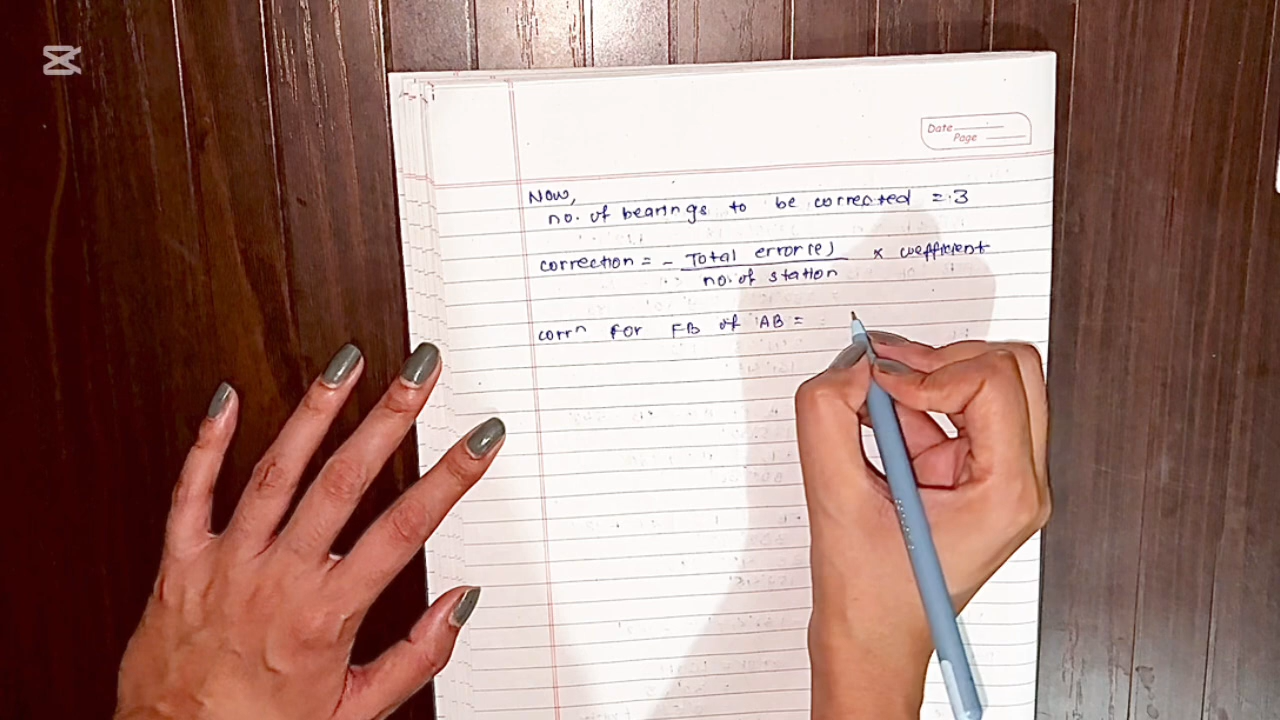 Date
Page
Now,
no. of bearings to be corrected = 3
correction = - Total error(e) / no. of station × coefficient
corrn for FB of AB =